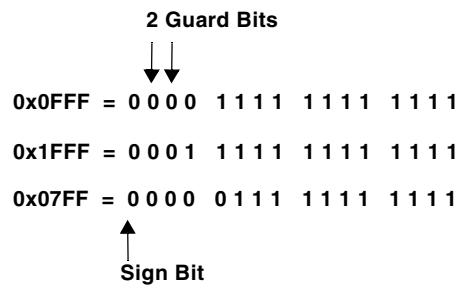 2 Guard Bits
0x0FFF = 0 0 0 0 1 1 1 1 1 1 1 1 1 1 1 1
0x1FFF = 0 0 0 1 1 1 1 1 1 1 1 1 1 1 1 1
0x07FF = 0 0 0 0 0 1 1 1 1 1 1 1 1 1 1 1
Sign Bit